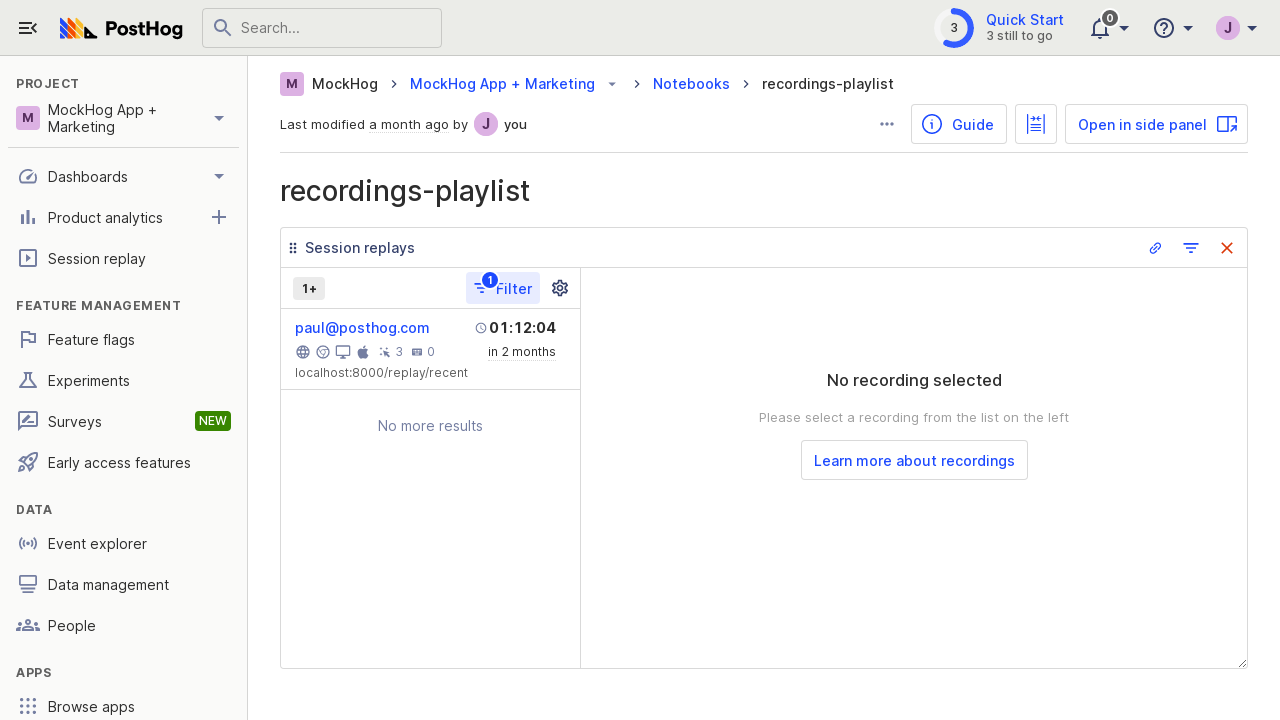 PostHog
Search...
3
Quick Start
3 still to go
0
J
PROJECT
M
MockHog App +
Marketing
Dashboards
Product analytics
Session replay
FEATURE MANAGEMENT
Feature flags
Experiments
Surveys
NEW
Early access features
DATA
Event explorer
Data management
People
APPS
Browse apps
M MockHog > MockHog App + Marketing > Notebooks > recordings-playlist
Last modified a month ago by J you
Guide
Open in side panel
recordings-playlist
Session replays
1+
1
Filter
paul@posthog.com
01:12:04
3
0
in 2 months
localhost:8000/replay/recent
No more results
No recording selected
Please select a recording from the list on the left
Learn more about recordings